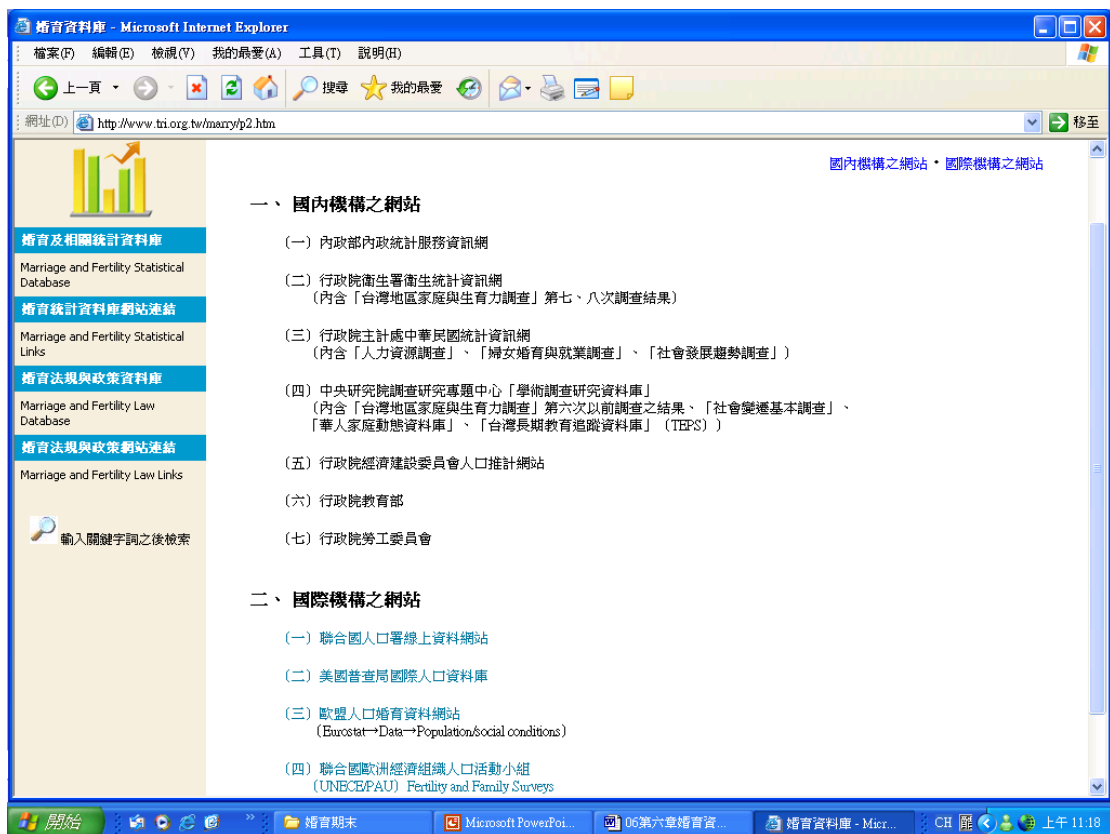 婚育資料庫 - Microsoft Internet Explorer
檔案(F) 編輯(E) 檢視(V) 我的最愛(A) 工具(T) 說明(H)
上一頁 搜尋 我的最愛
網址(D) http://www.tri.org.tw/marry/p2.htm 移至
國內機構之網站‧國際機構之網站
婚育及相關統計資料庫
Marriage and Fertility Statistical
Database
婚育統計資料庫網站連結
Marriage and Fertility Statistical
Links
婚育法規與政策資料庫
Marriage and Fertility Law
Database
婚育法規與政策網站連結
Marriage and Fertility Law Links
輸入關鍵字詞之後檢索
一、 國內機構之網站
(一) 內政部內政統計服務資訊網
(二) 行政院衛生署衛生統計資訊網
(內含「台灣地區家庭與生育力調查」第七、八次調查結果)
(三) 行政院主計處中華民國統計資訊網
(內含「人力資源調查」、「婦女婚育與就業調查」、「社會發展趨勢調查」)
(四) 中央研究院調查研究專題中心「學術調查研究資料庫」
(內含「台灣地區家庭與生育力調查」第六次以前調查之結果、「社會變遷基本調查」、
「華人家庭動態資料庫」、「台灣長期教育追蹤資料庫」(TEPS))
(五) 行政院經濟建設委員會人口推計網站
(六) 行政院教育部
(七) 行政院勞工委員會
二、 國際機構之網站
(一) 聯合國人口署線上資料網站
(二) 美國普查局國際人口資料庫
(三) 歐盟人口婚育資料網站
(Eurostat→Data→Population/social conditions)
(四) 聯合國歐洲經濟組織人口活動小組
(UNECE/PAU) Fertility and Family Surveys
開始 » 婚育期末 Microsoft PowerPoi... 06第六章婚育資... 婚育資料庫 - Micr... CH 上午 11:18